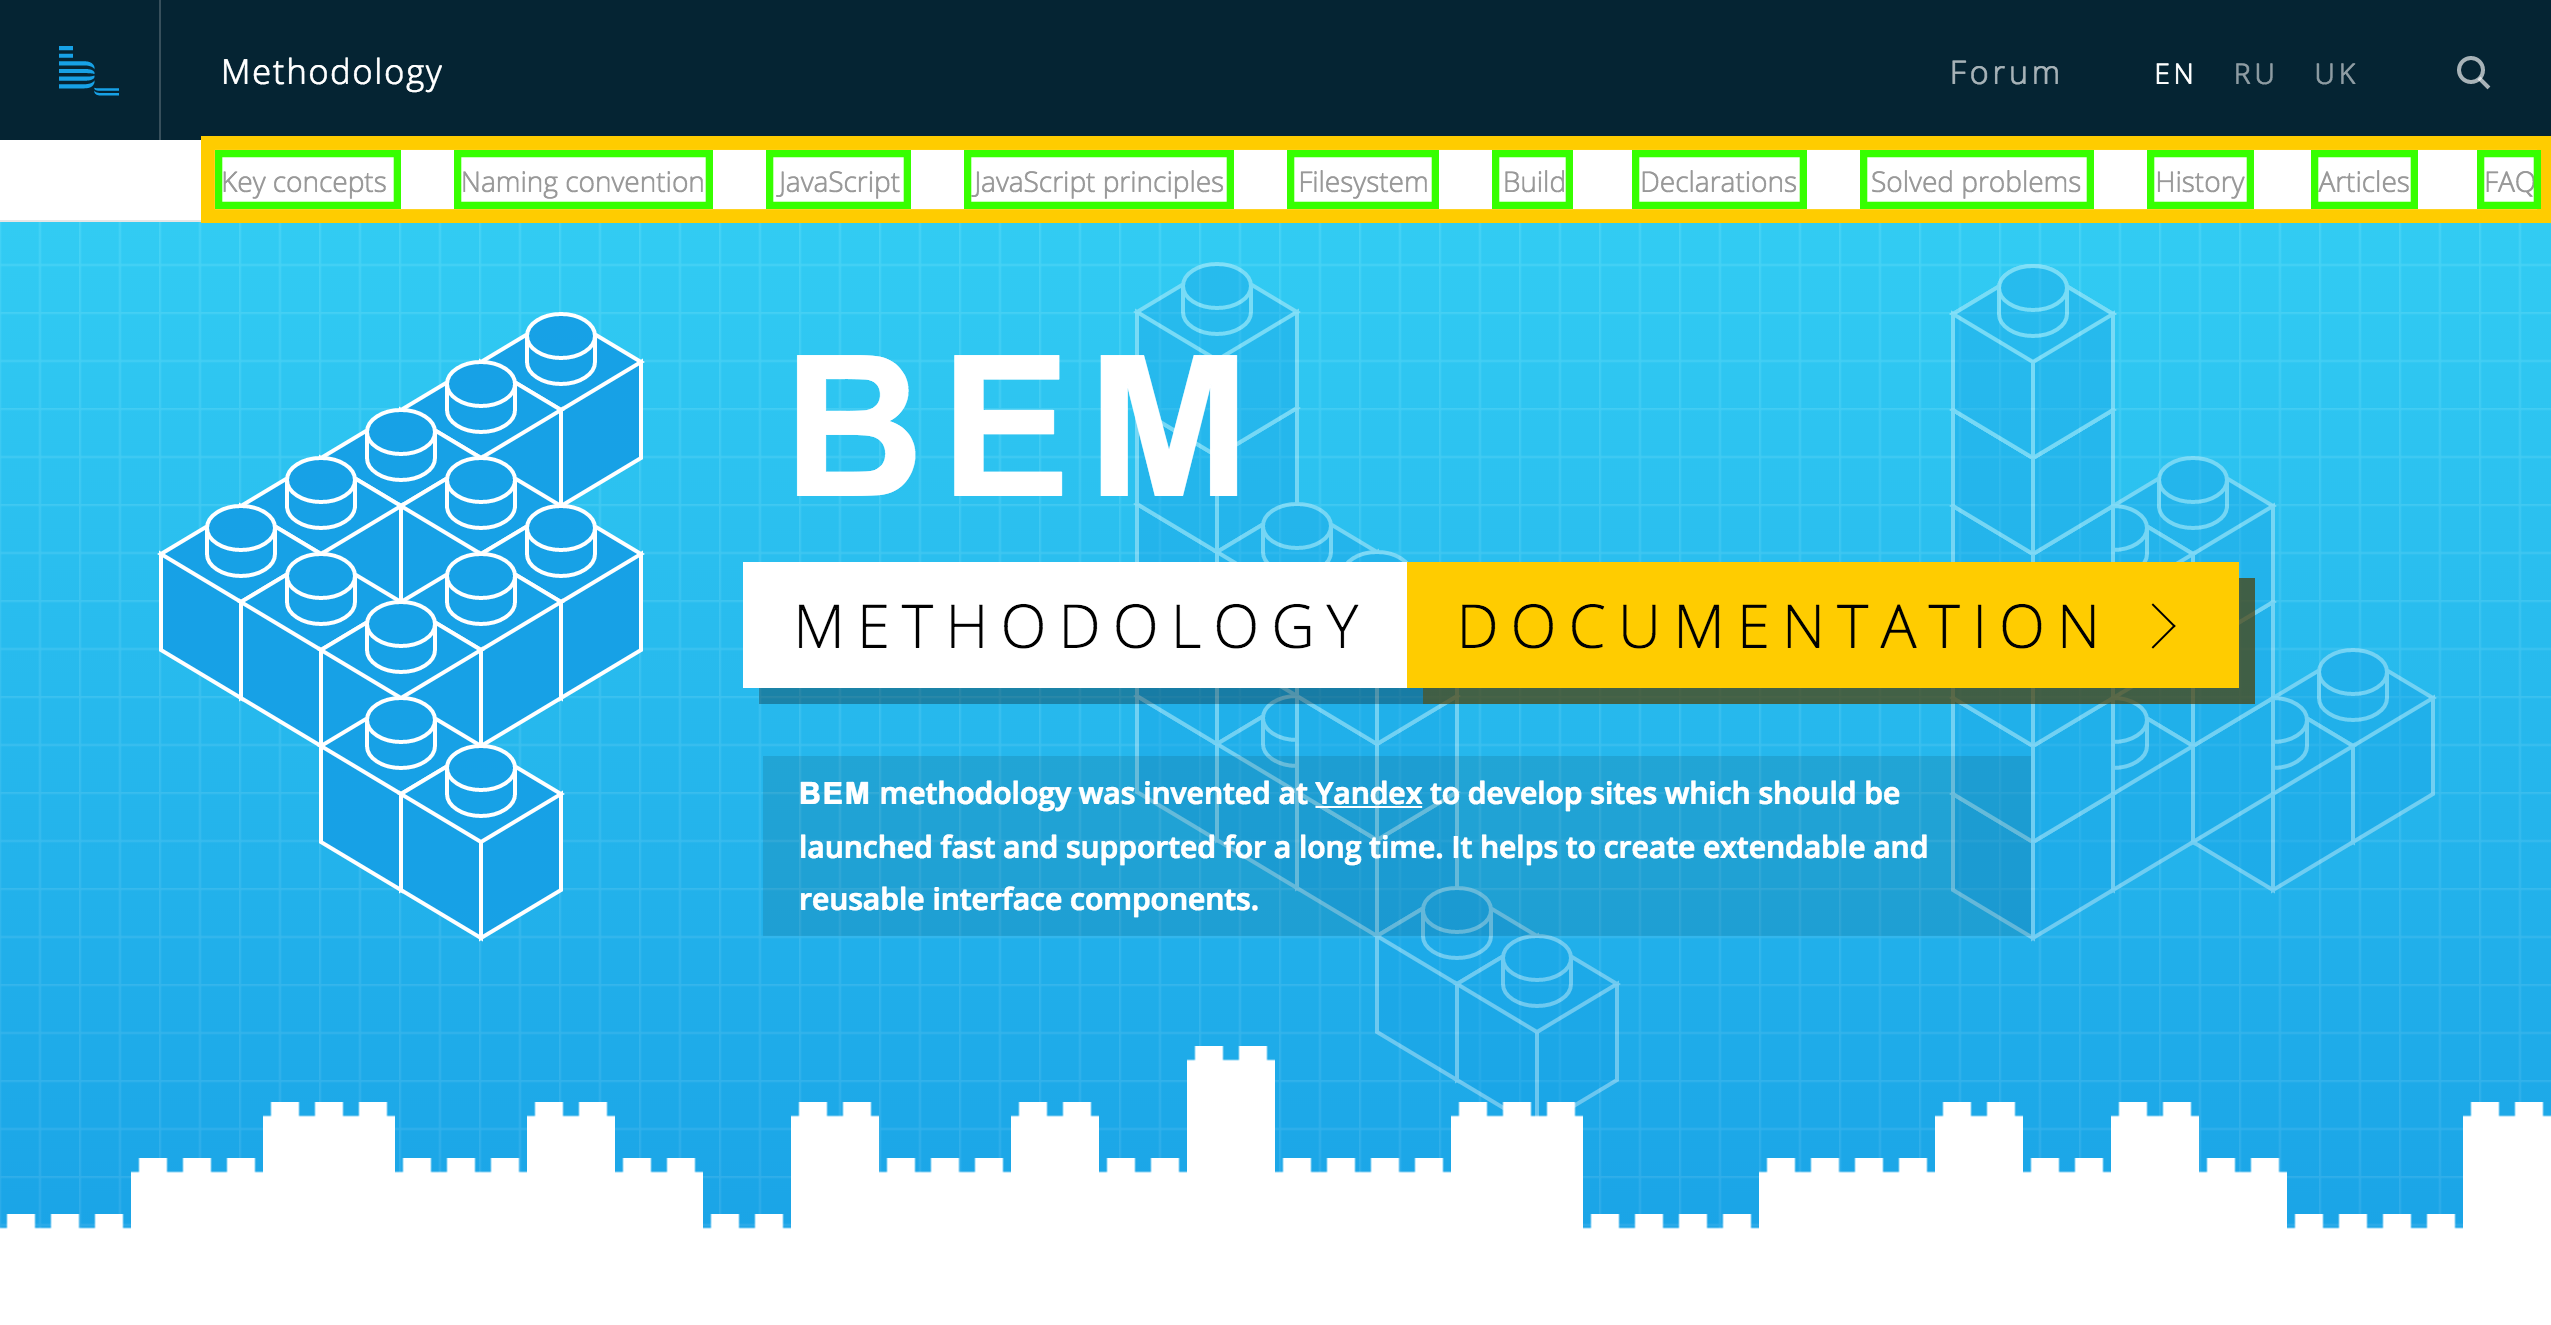 Methodology
Forum EN RU UK
Key concepts Naming convention JavaScript JavaScript principles Filesystem Build Declarations Solved problems History Articles FAQ
BEM
METHODOLOGY DOCUMENTATION
BEM methodology was invented at Yandex to develop sites which should be
launched fast and supported for a long time. It helps to create extendable and
reusable interface components.